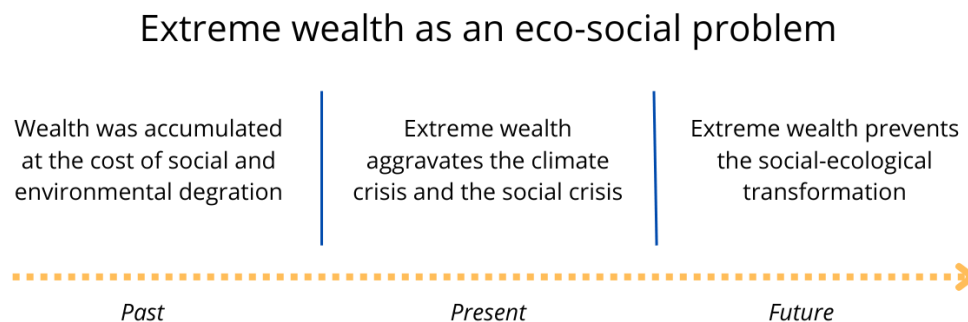 Extreme wealth as an eco-social problem
Wealth was accumulated
at the cost of social and
environmental degration
Extreme wealth
aggravates the climate
crisis and the social crisis
Extreme wealth prevents
the social-ecological
transformation
Past
Present
Future